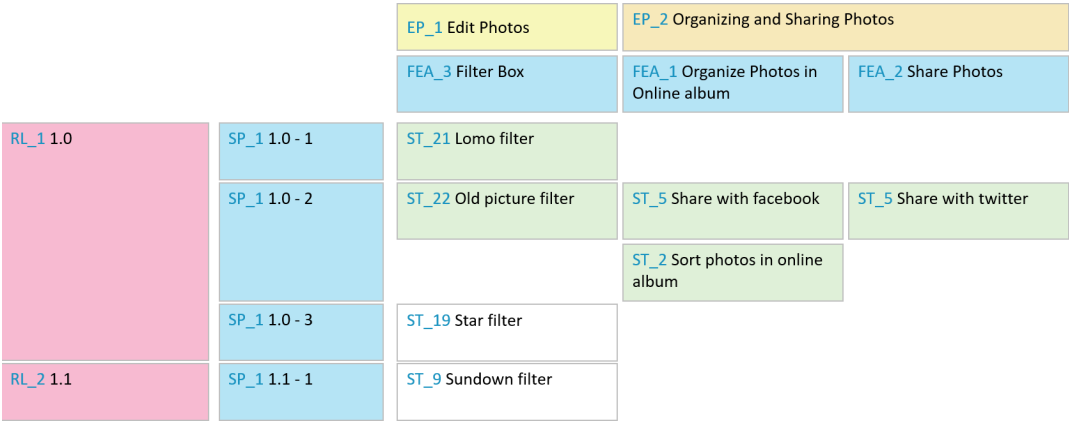 EP_1 Edit Photos
EP_2 Organizing and Sharing Photos
FEA_3 Filter Box
FEA_1 Organize Photos in
Online album
FEA_2 Share Photos
RL_1 1.0
SP_1 1.0 - 1
ST_21 Lomo filter
SP_1 1.0 - 2
ST_22 Old picture filter
ST_5 Share with facebook
ST_5 Share with twitter
ST_2 Sort photos in online
album
SP_1 1.0 - 3
ST_19 Star filter
RL_2 1.1
SP_1 1.1 - 1
ST_9 Sundown filter